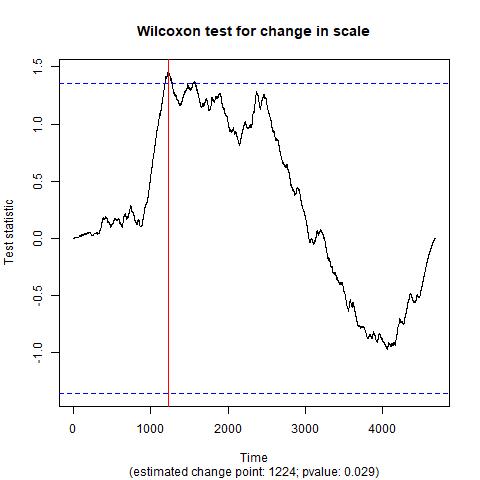 Wilcoxon test for change in scale
Test statistic
1.5
1.0
0.5
0.0
-0.5
-1.0
0
1000
2000
3000
4000
Time
(estimated change point: 1224; pvalue: 0.029)